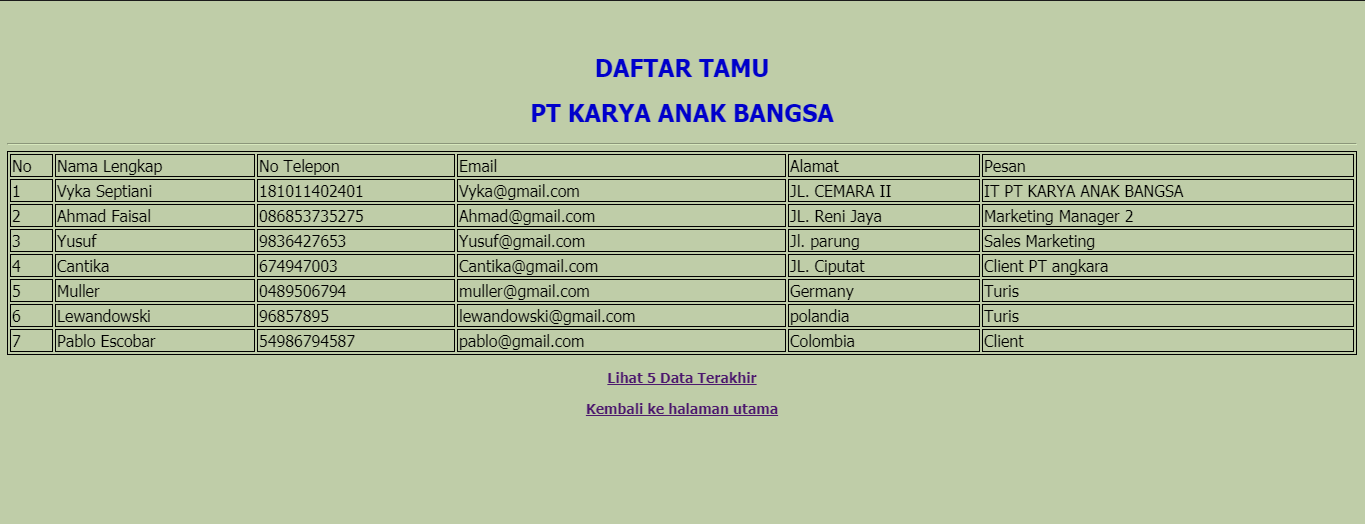 DAFTAR TAMU
PT KARYA ANAK BANGSA
No Nama Lengkap No Telepon Email Alamat Pesan
1 Vyka Septiani 181011402401 Vyka@gmail.com JL. CEMARA II IT PT KARYA ANAK BANGSA
2 Ahmad Faisal 086853735275 Ahmad@gmail.com JL. Reni Jaya Marketing Manager 2
3 Yusuf 9836427653 Yusuf@gmail.com Jl. parung Sales Marketing
4 Cantika 674947003 Cantika@gmail.com JL. Ciputat Client PT angkara
5 Muller 0489506794 muller@gmail.com Germany Turis
6 Lewandowski 96857895 lewandowski@gmail.com polandia Turis
7 Pablo Escobar 54986794587 pablo@gmail.com Colombia Client
Lihat 5 Data Terakhir
Kembali ke halaman utama